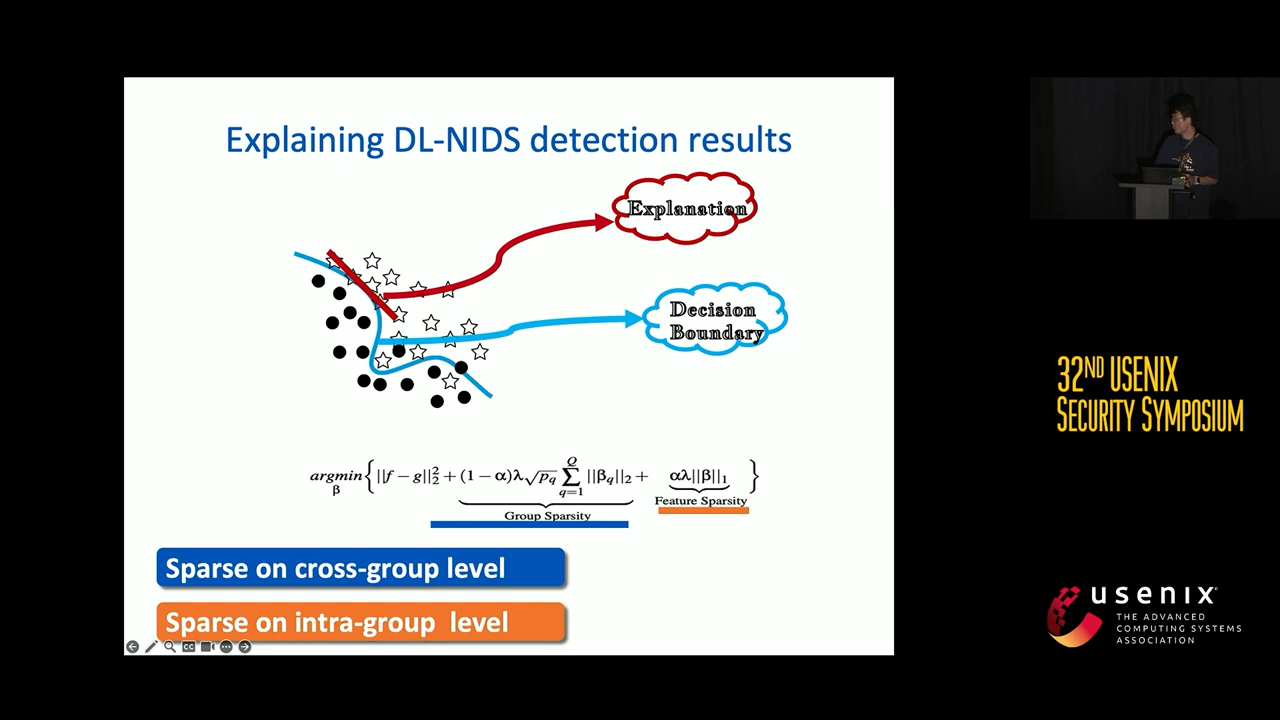 Explaining DL-NIDS detection results
Explanation
Decision
Boundary
argmin β {||f − g||₂² + (1 − α)λ√p_q Σ_{q=1}^{Q} ||β_q||₂ + αλ||β||₁}
Group Sparsity
Feature Sparsity
Sparse on cross-group level
Sparse on intra-group level
32ND USENIX
SECURITY SYMPOSIUM
usenix
THE ADVANCED
COMPUTING SYSTEMS
ASSOCIATION